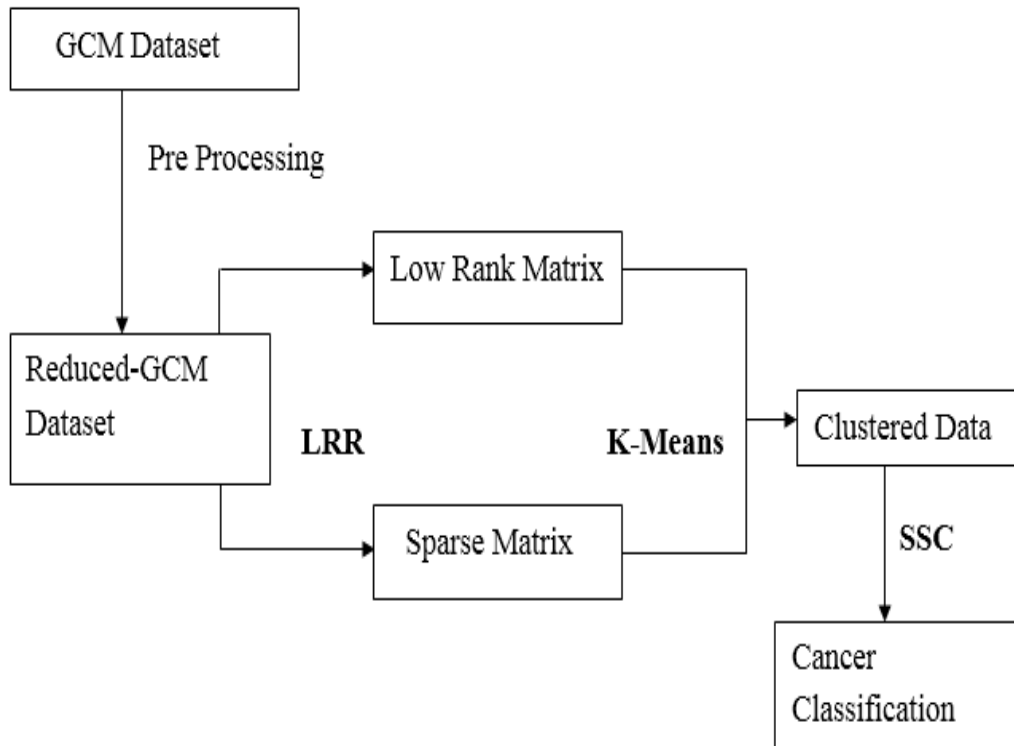 GCM Dataset
Pre Processing
Low Rank Matrix
Reduced-GCM
Dataset
LRR
K-Means
Clustered Data
Sparse Matrix
SSC
Cancer
Classification